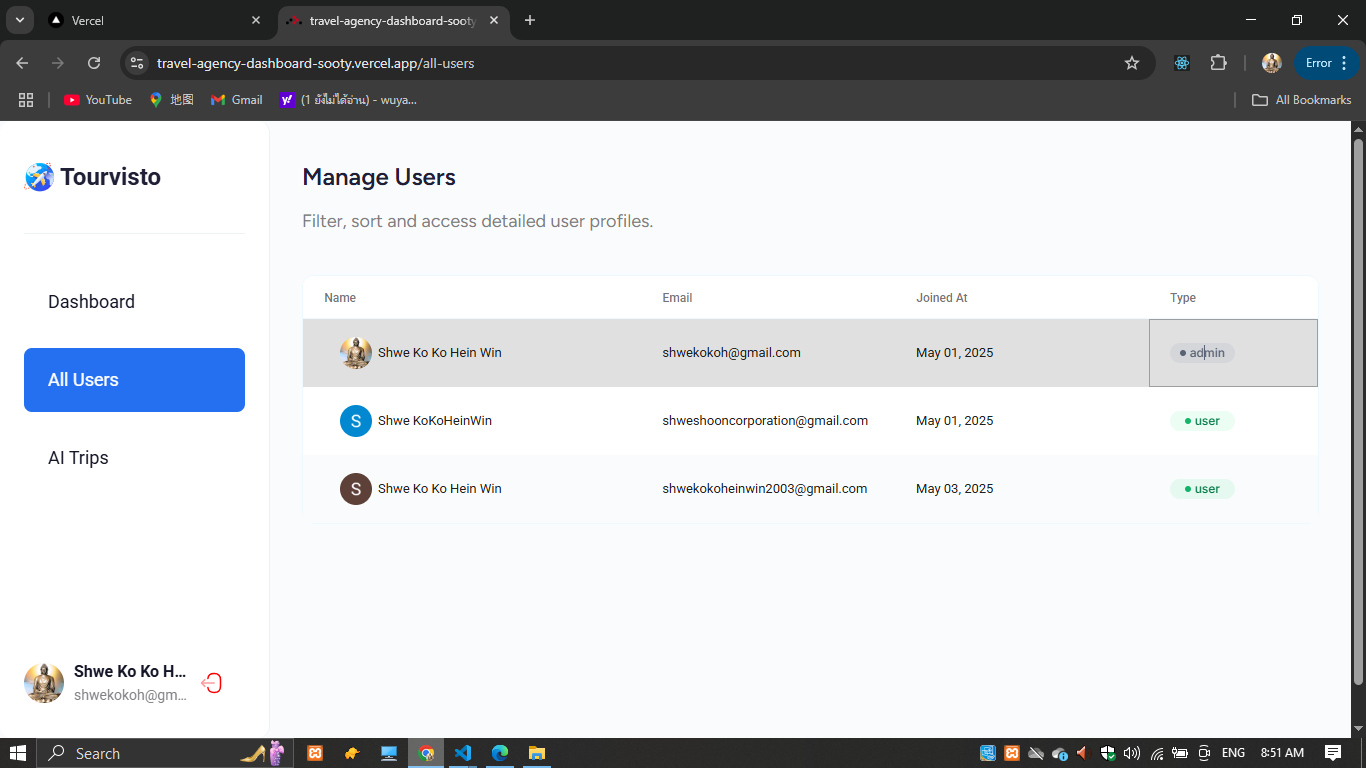 Vercel
travel-agency-dashboard-sooty
travel-agency-dashboard-sooty.vercel.app/all-users
Error
YouTube
地图
Gmail
(1 ยังไม่ได้อ่าน) - wuya...
All Bookmarks
Tourvisto
Dashboard
All Users
AI Trips
Shwe Ko Ko H...
shwekokoh@gm...
Manage Users
Filter, sort and access detailed user profiles.
Name Email Joined At Type
Shwe Ko Ko Hein Win shwekokoh@gmail.com May 01, 2025 admin
S Shwe KoKoHeinWin shweshooncorporation@gmail.com May 01, 2025 user
S Shwe Ko Ko Hein Win shwekokoheinwin2003@gmail.com May 03, 2025 user
Search
ENG
8:51 AM